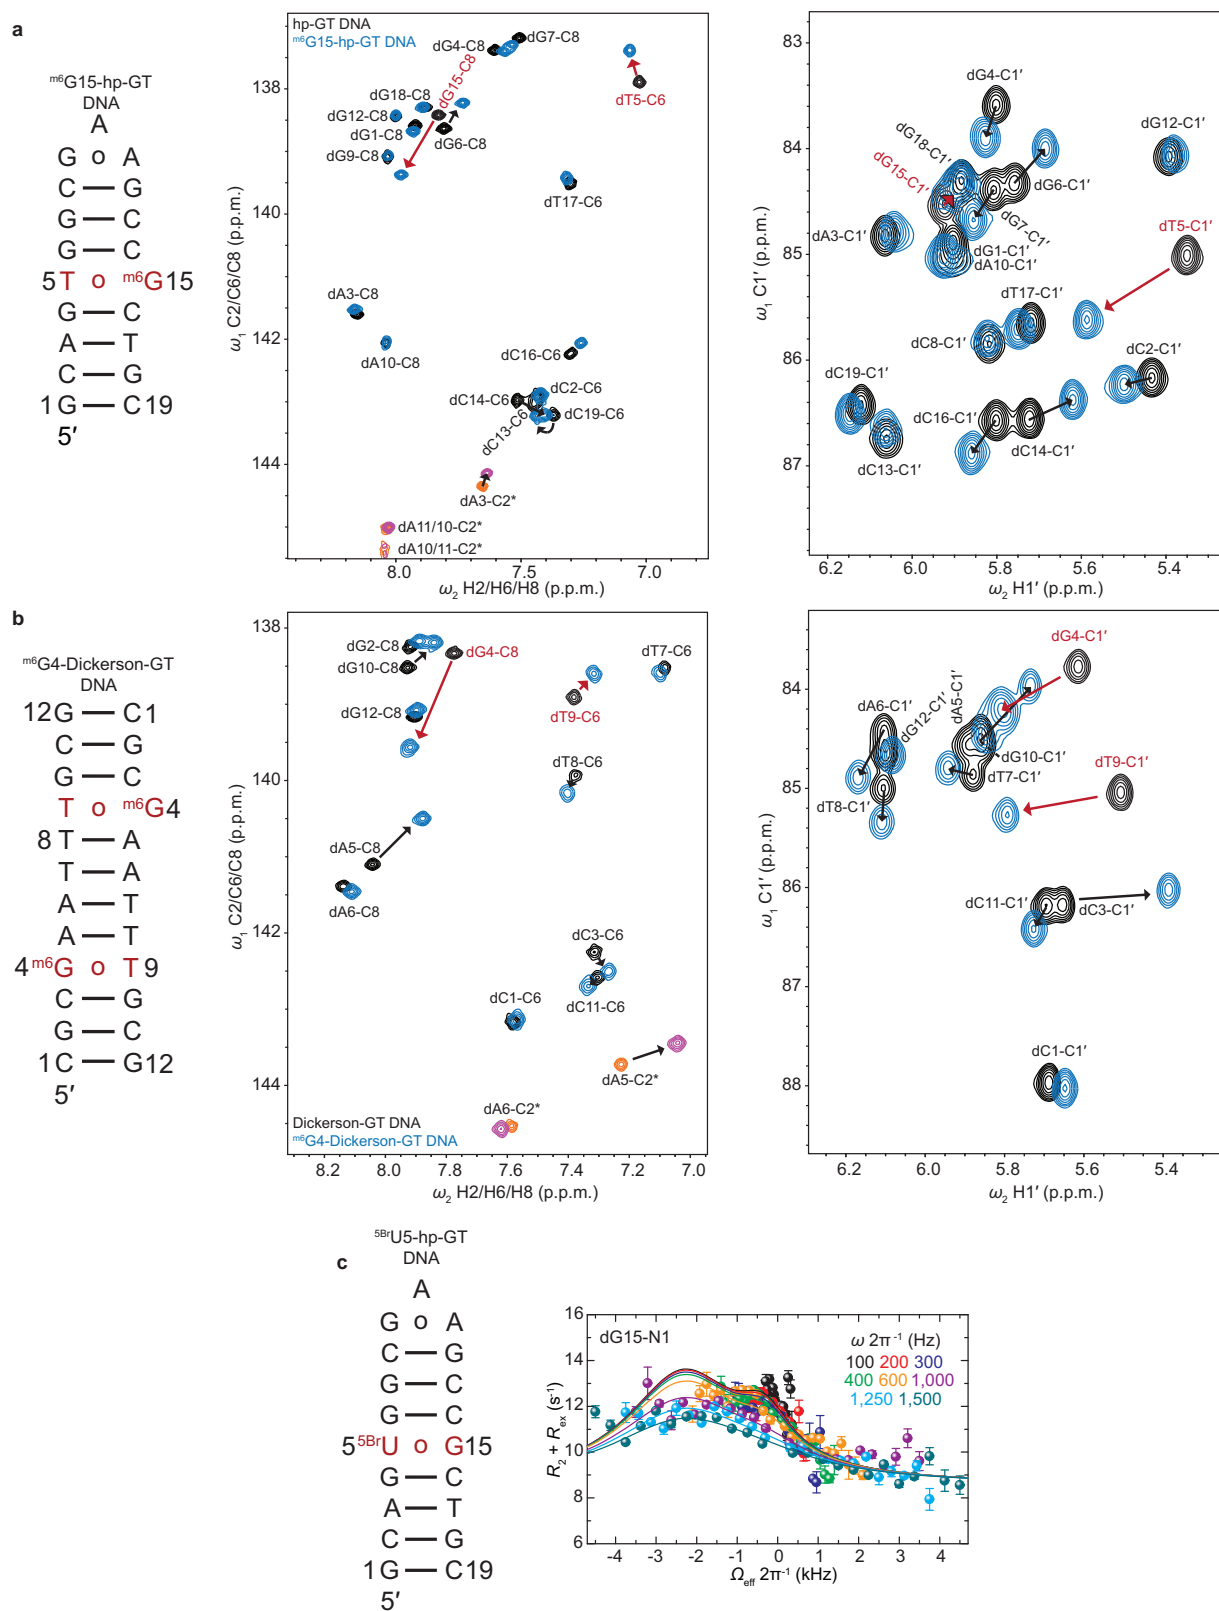 a
m6G15-hp-GT
DNA
A
G o A
C — G
G — C
G — C
5 T o m6G15
G — C
A — T
C — G
1G — C19
5′
hp-GT DNA
m6G15-hp-GT DNA
dG4-C8
dG7-C8
dG15-C8
dT5-C6
dG18-C8
dG12-C8
dG1-C8
dG6-C8
dG9-C8
dT17-C6
dA3-C8
dA10-C8
dC16-C6
dC2-C6
dC14-C6
dC13-C6
dC19-C6
dA3-C2*
dA11/10-C2*
dA10/11-C2*
138
140
142
144
ω1 C2/C6/C8 (p.p.m.)
8.0 7.5 7.0
ω2 H2/H6/H8 (p.p.m.)
dG4-C1′
dG12-C1′
dG18-C1′
dG15-C1′
dG6-C1′
dG7-C1′
dT5-C1′
dA3-C1′
dG1-C1′
dA10-C1′
dT17-C1′
dC8-C1′
dC2-C1′
dC19-C1′
dC16-C1′
dC14-C1′
dC13-C1′
83
84
85
86
87
ω1 C1′ (p.p.m.)
6.2 6.0 5.8 5.6 5.4
ω2 H1′ (p.p.m.)
b
m6G4-Dickerson-GT
DNA
12G — C1
C — G
G — C
T o m6G4
8T — A
T — A
A — T
A — T
4m6G o T9
C — G
G — C
1C — G12
5′
dG2-C8
dG10-C8
dG4-C8
dT7-C6
dT9-C6
dG12-C8
dT8-C6
dA5-C8
dA6-C8
dC3-C6
dC11-C6
dC1-C6
dA5-C2*
dA6-C2*
Dickerson-GT DNA
m6G4-Dickerson-GT DNA
138
140
142
144
ω1 C2/C6/C8 (p.p.m.)
8.2 8.0 7.8 7.6 7.4 7.2 7.0
ω2 H2/H6/H8 (p.p.m.)
dG4-C1′
dA5-C1′
dA6-C1′
dG12-C1′
dG10-C1′
dT7-C1′
dT9-C1′
dT8-C1′
dC11-C1′
dC3-C1′
dC1-C1′
84
85
86
87
88
ω1 C1′ (p.p.m.)
6.2 6.0 5.8 5.6 5.4
ω2 H1′ (p.p.m.)
c
5BrU5-hp-GT
DNA
A
G o A
C — G
G — C
G — C
5 5BrU o G15
G — C
A — T
C — G
1G — C19
5′
dG15-N1
ω 2π-1 (Hz)
100 200 300
400 600 1,000
1,250 1,500
16
14
12
10
8
6
R2 + Rex (s-1)
-4 -3 -2 -1 0 1 2 3 4
Ωeff 2π-1 (kHz)